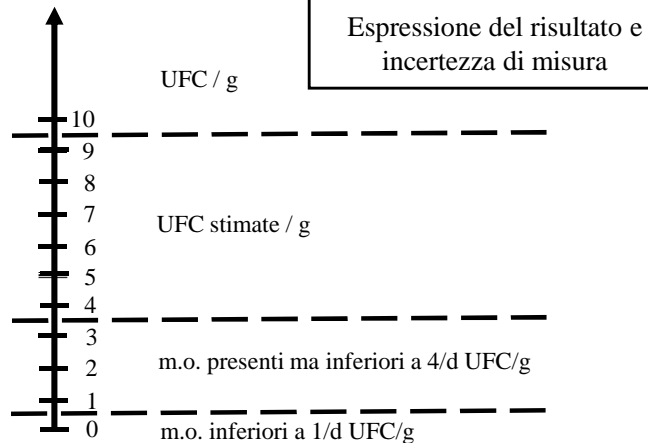 Espressione del risultato e
incertezza di misura
UFC / g
10
9
8
7
UFC stimate / g
6
5
4
3
m.o. presenti ma inferiori a 4/d UFC/g
2
1
0
m.o. inferiori a 1/d UFC/g